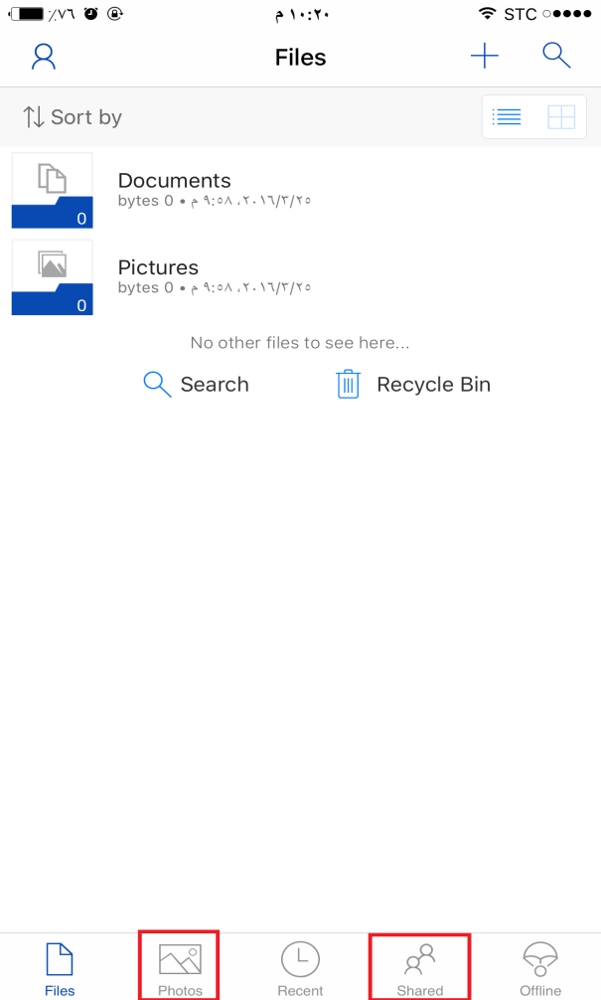 ٪٧٦ ١٠:٢٠ م STC
Files
Sort by
Documents
bytes 0 • ٢٠١٦/٣/٢٥، ٩:٥٨ م
0
Pictures
bytes 0 • ٢٠١٦/٣/٢٥، ٩:٥٨ م
0
No other files to see here...
Search Recycle Bin
Files Photos Recent Shared Offline